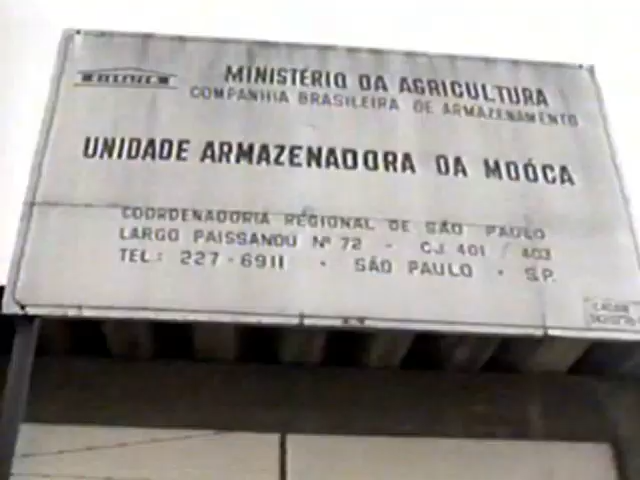 MINISTÉRIO DA AGRICULTURA
COMPANHIA BRASILEIRA DE ARMAZENAMENTO
UNIDADE ARMAZENADORA DA MOÓCA
COORDENADORIA REGIONAL DE SÃO PAULO
LARGO PAISSANDU Nº 72 - CJ. 401 / 403
TEL: 227-6911 · SÃO PAULO · S.P.